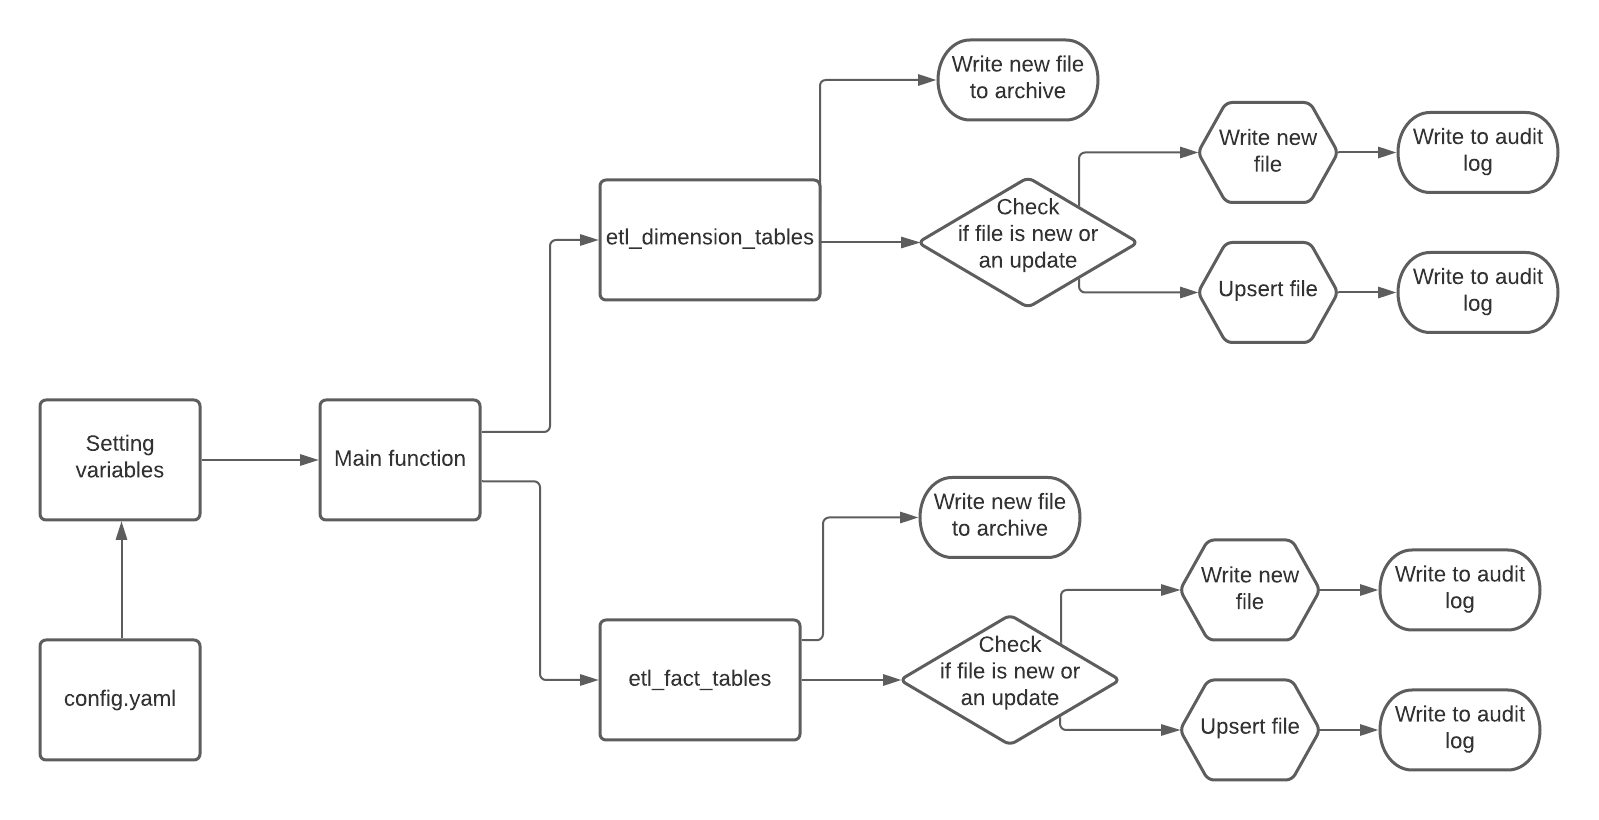 Write new file
to archive
Write new
file
Write to audit
log
etl_dimension_tables
Check
if file is new or
an update
Upsert file
Write to audit
log
Setting
variables
Main function
config.yaml
Write new file
to archive
Write new
file
Write to audit
log
etl_fact_tables
Check
if file is new or
an update
Upsert file
Write to audit
log